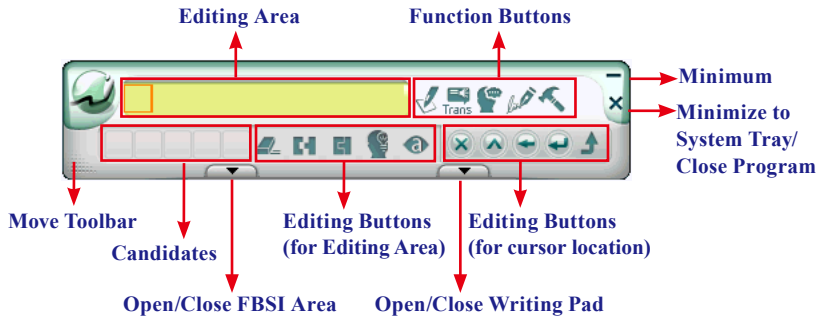 Editing Area
Function Buttons
Minimum
Trans
Minimize to
System Tray/
Close Program
a
Move Toolbar
Candidates
Editing Buttons
(for Editing Area)
Editing Buttons
(for cursor location)
Open/Close FBSI Area
Open/Close Writing Pad